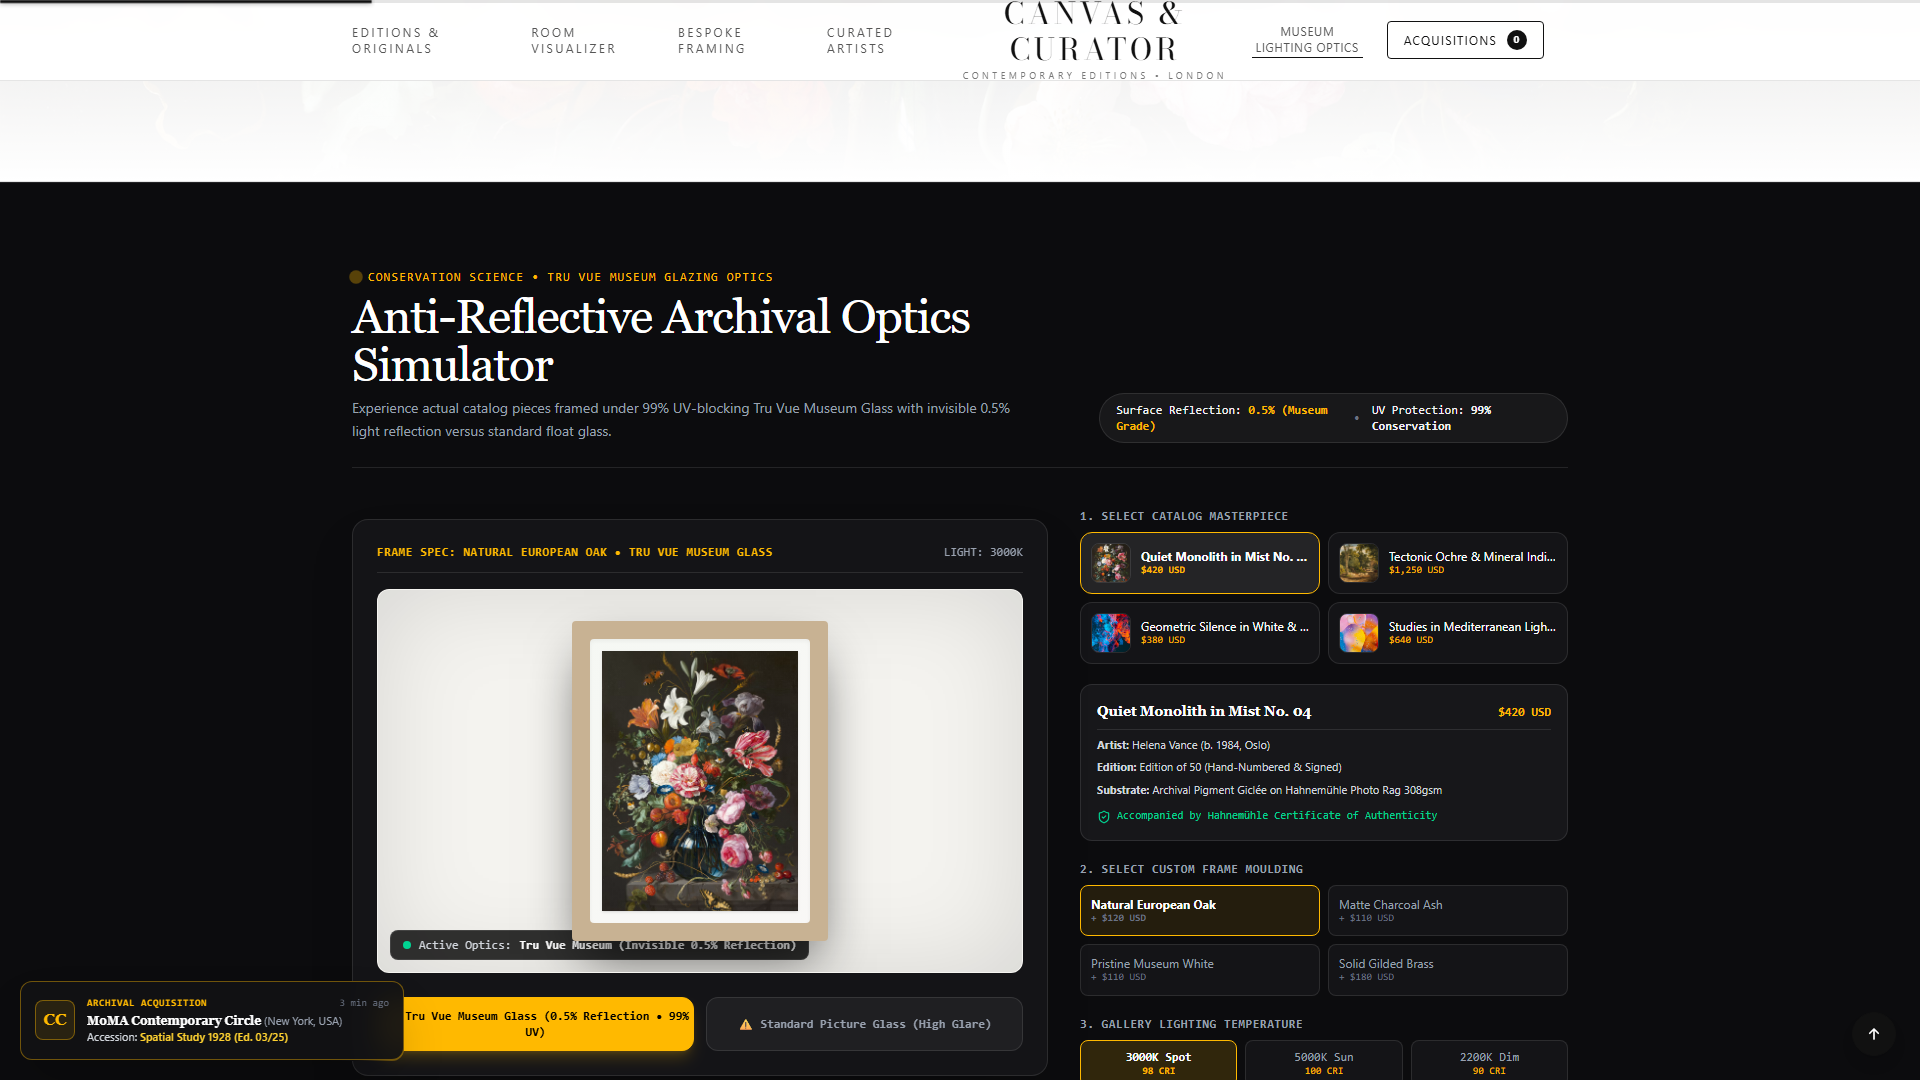 EDITIONS &
ORIGINALS
ROOM
VISUALIZER
BESPOKE
FRAMING
CURATED
ARTISTS
CANVAS &
CURATOR
CONTEMPORARY EDITIONS • LONDON
MUSEUM
LIGHTING OPTICS
ACQUISITIONS 0
CONSERVATION SCIENCE • TRU VUE MUSEUM GLAZING OPTICS
Anti-Reflective Archival Optics
Simulator
Experience actual catalog pieces framed under 99% UV-blocking Tru Vue Museum Glass with invisible 0.5%
light reflection versus standard float glass.
Surface Reflection: 0.5% (Museum
Grade)
•
UV Protection: 99%
Conservation
FRAME SPEC: NATURAL EUROPEAN OAK • TRU VUE MUSEUM GLASS
LIGHT: 3000K
Active Optics: Tru Vue Museum (Invisible 0.5% Reflection)
Tru Vue Museum Glass (0.5% Reflection • 99%
UV)
Standard Picture Glass (High Glare)
1. SELECT CATALOG MASTERPIECE
Quiet Monolith in Mist No. ...
$420 USD
Tectonic Ochre & Mineral Indi...
$1,250 USD
Geometric Silence in White & ...
$380 USD
Studies in Mediterranean Ligh...
$640 USD
Quiet Monolith in Mist No. 04
$420 USD
Artist: Helena Vance (b. 1984, Oslo)
Edition: Edition of 50 (Hand-Numbered & Signed)
Substrate: Archival Pigment Giclée on Hahnemühle Photo Rag 308gsm
Accompanied by Hahnemühle Certificate of Authenticity
2. SELECT CUSTOM FRAME MOULDING
Natural European Oak
+ $120 USD
Matte Charcoal Ash
+ $110 USD
Pristine Museum White
+ $110 USD
Solid Gilded Brass
+ $180 USD
3. GALLERY LIGHTING TEMPERATURE
3000K Spot
98 CRI
5000K Sun
100 CRI
2200K Dim
90 CRI
CC
ARCHIVAL ACQUISITION
3 min ago
MoMA Contemporary Circle (New York, USA)
Accession: Spatial Study 1928 (Ed. 03/25)